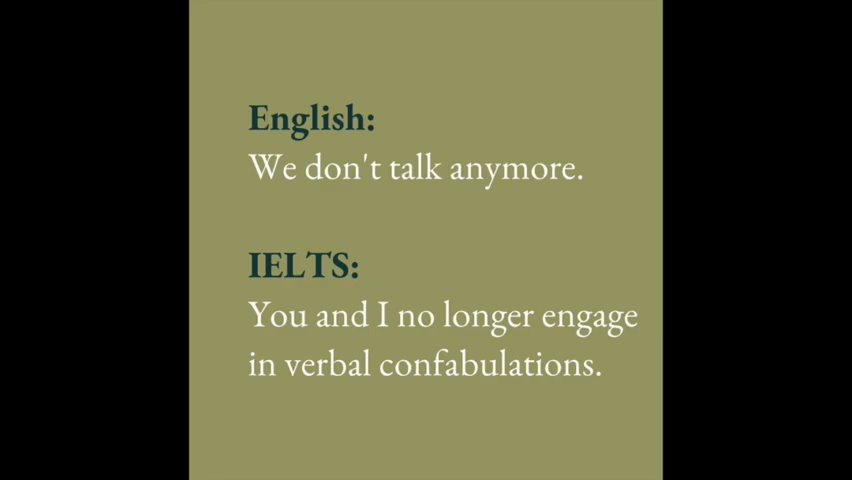 English:
We don't talk anymore.
IELTS:
You and I no longer engage
in verbal confabulations.